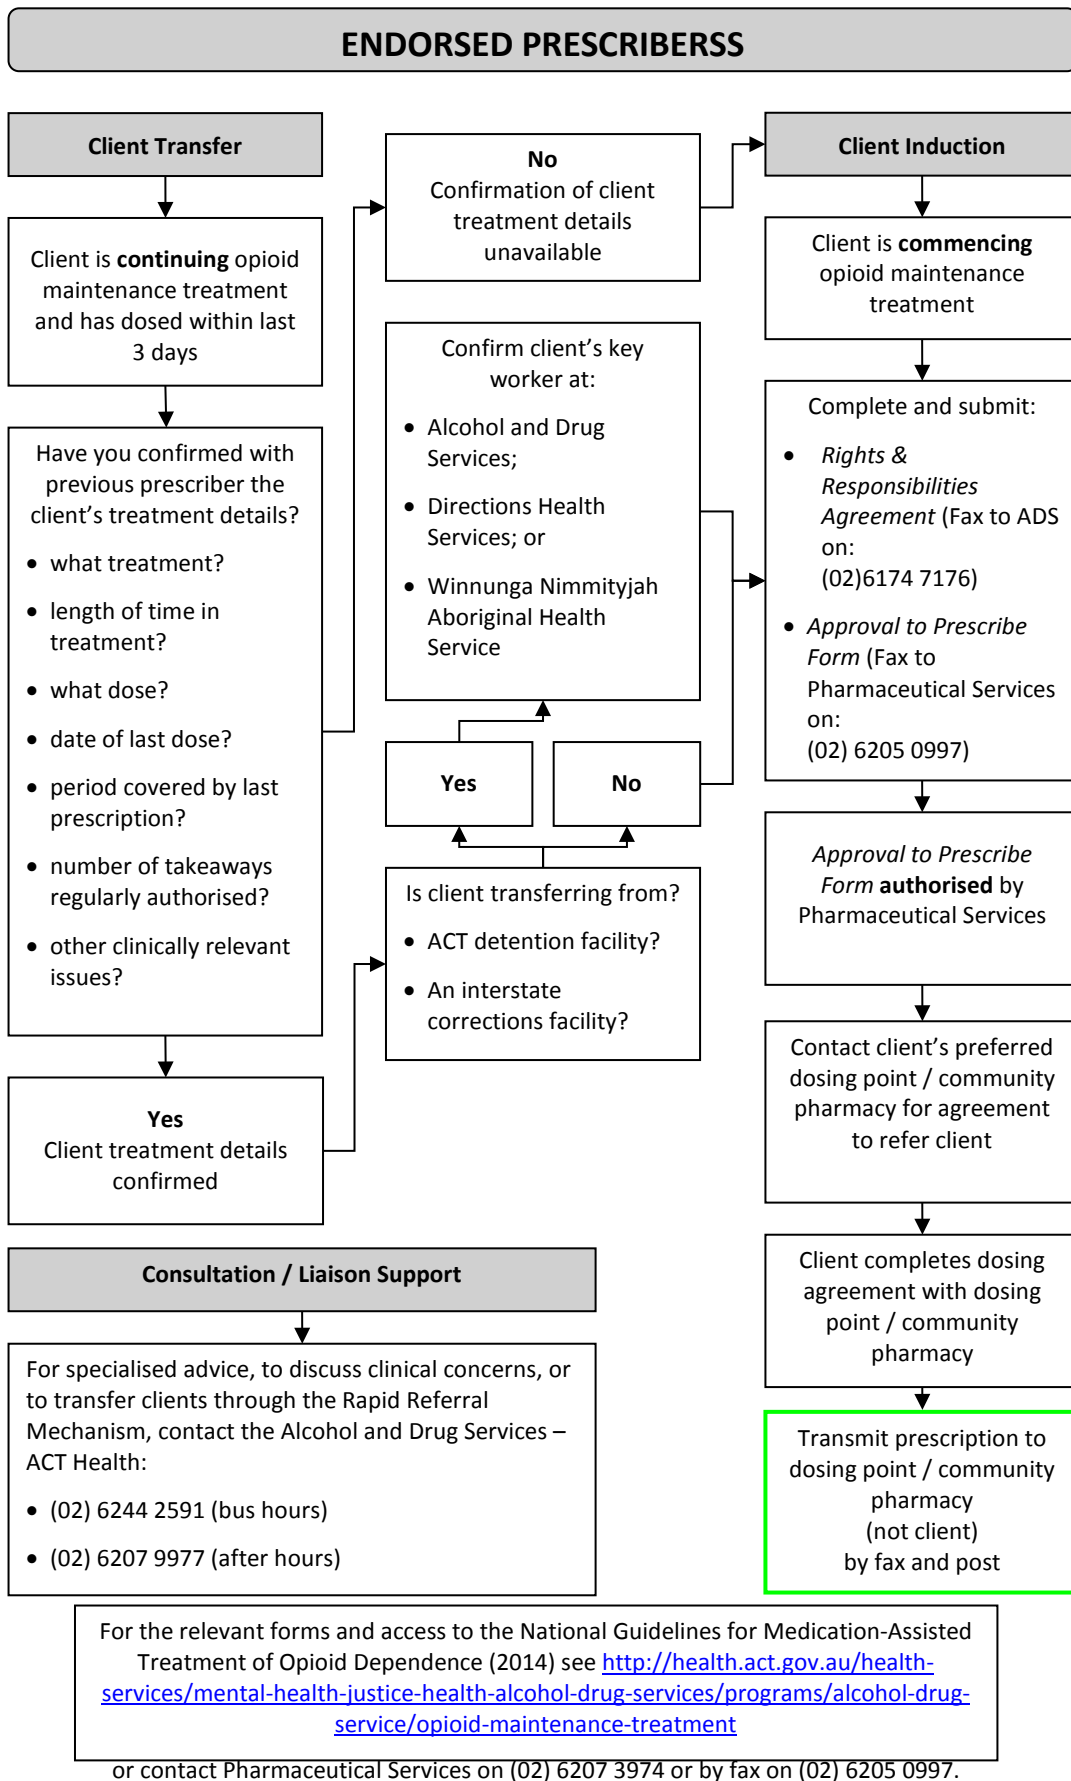 ENDORSED PRESCRIBERSS
Client Transfer
Client is continuing opioid
maintenance treatment
and has dosed within last
3 days
Have you confirmed with
previous prescriber the
client’s treatment details?
• what treatment?
• length of time in
treatment?
• what dose?
• date of last dose?
• period covered by last
prescription?
• number of takeaways
regularly authorised?
• other clinically relevant
issues?
Yes
Client treatment details
confirmed
No
Confirmation of client
treatment details
unavailable
Confirm client’s key
worker at:
• Alcohol and Drug
Services;
• Directions Health
Services; or
• Winnunga Nimmityjah
Aboriginal Health
Service
Yes
No
Is client transferring from?
• ACT detention facility?
• An interstate
corrections facility?
Client Induction
Client is commencing
opioid maintenance
treatment
Complete and submit:
• Rights &
Responsibilities
Agreement (Fax to ADS
on:
(02)6174 7176)
• Approval to Prescribe
Form (Fax to
Pharmaceutical Services
on:
(02) 6205 0997)
Approval to Prescribe
Form authorised by
Pharmaceutical Services
Contact client’s preferred
dosing point / community
pharmacy for agreement
to refer client
Client completes dosing
agreement with dosing
point / community
pharmacy
Transmit prescription to
dosing point / community
pharmacy
(not client)
by fax and post
Consultation / Liaison Support
For specialised advice, to discuss clinical concerns, or
to transfer clients through the Rapid Referral
Mechanism, contact the Alcohol and Drug Services –
ACT Health:
• (02) 6244 2591 (bus hours)
• (02) 6207 9977 (after hours)
For the relevant forms and access to the National Guidelines for Medication-Assisted
Treatment of Opioid Dependence (2014) see http://health.act.gov.au/health-
services/mental-health-justice-health-alcohol-drug-services/programs/alcohol-drug-
service/opioid-maintenance-treatment
or contact Pharmaceutical Services on (02) 6207 3974 or by fax on (02) 6205 0997.